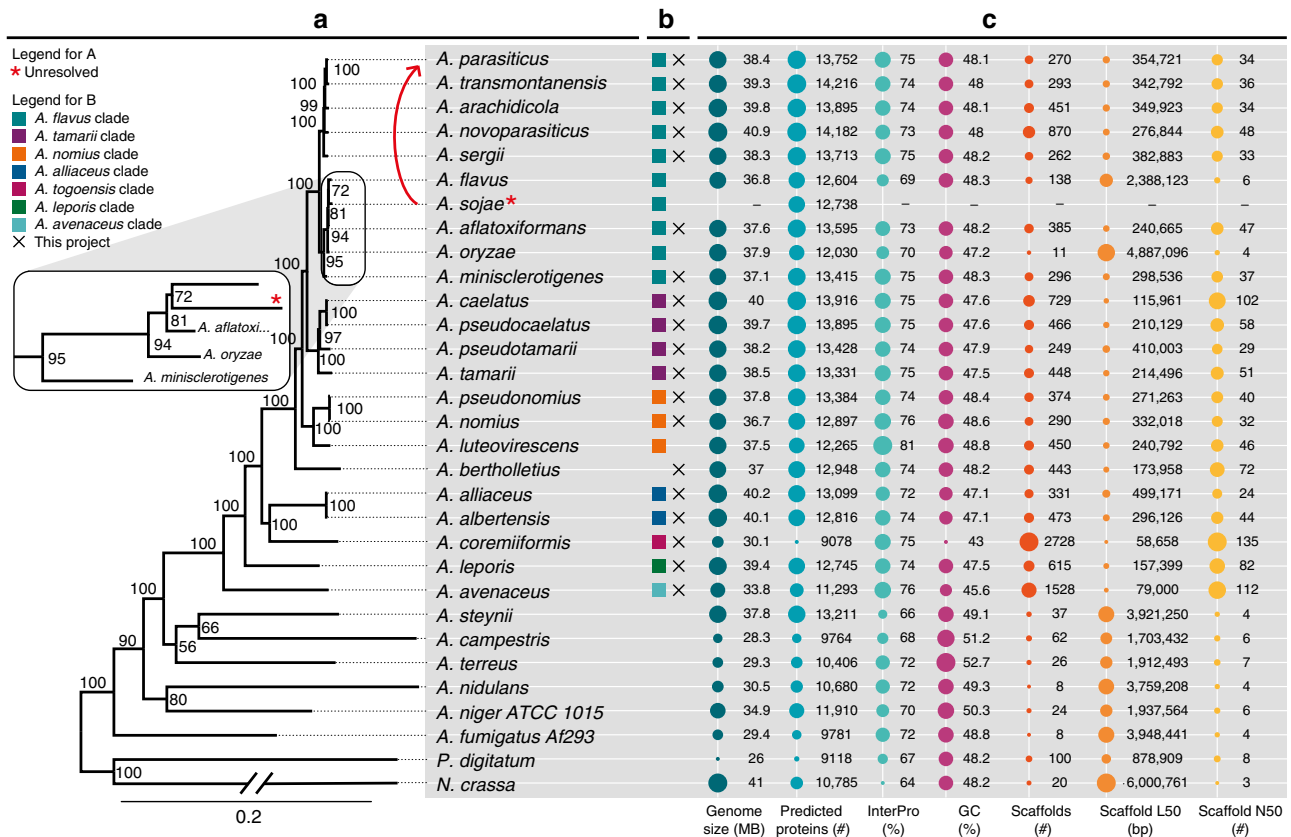 a b c
Legend for A
* Unresolved
Legend for B
A. flavus clade
A. tamarii clade
A. nomius clade
A. alliaceus clade
A. togoensis clade
A. leporis clade
A. avenaceus clade
× This project
100
100
99
100
100
72
81
94
95
100
100
97
100
100
100
100
100
100
100
100
100
100
100
66
56
90
100
80
100
72
*
81
A. aflatoxi...
94
A. oryzae
95
A. minisclerotigenes
0.2
A. parasiticus × 38.4 13,752 75 48.1 270 354,721 34
A. transmontanensis × 39.3 14,216 74 48 293 342,792 36
A. arachidicola × 39.8 13,895 74 48.1 451 349,923 34
A. novoparasiticus × 40.9 14,182 73 48 870 276,844 48
A. sergii × 38.3 13,713 75 48.2 262 382,883 33
A. flavus 36.8 12,604 69 48.3 138 2,388,123 6
A. sojae* – 12,738 – – – – –
A. aflatoxiformans × 37.6 13,595 73 48.2 385 240,665 47
A. oryzae 37.9 12,030 70 47.2 11 4,887,096 4
A. minisclerotigenes × 37.1 13,415 75 48.3 296 298,536 37
A. caelatus × 40 13,916 75 47.6 729 115,961 102
A. pseudocaelatus × 39.7 13,895 75 47.6 466 210,129 58
A. pseudotamarii × 38.2 13,428 74 47.9 249 410,003 29
A. tamarii × 38.5 13,331 74 47.5 448 214,496 51
A. pseudonomius × 37.8 13,384 74 48.4 374 271,263 40
A. nomius × 36.7 12,897 76 48.6 290 332,018 32
A. luteovirescens 37.5 12,265 81 48.8 450 240,792 46
A. bertholletius × 37 12,948 74 48.2 443 173,958 72
A. alliaceus × 40.2 13,099 72 47.1 331 499,171 24
A. albertensis × 40.1 12,816 74 47.1 473 296,126 44
A. coremiiformis × 30.1 9078 75 43 2728 58,658 135
A. leporis × 39.4 12,745 74 47.5 615 157,399 82
A. avenaceus × 33.8 11,293 76 45.6 1528 79,000 112
A. steynii 37.8 13,211 66 49.1 37 3,921,250 4
A. campestris 28.3 9764 68 51.2 62 1,703,432 6
A. terreus 29.3 10,406 72 52.7 26 1,912,493 7
A. nidulans 30.5 10,680 72 49.3 8 3,759,208 4
A. niger ATCC 1015 34.9 11,910 70 50.3 24 1,937,564 6
A. fumigatus Af293 29.4 9781 72 48.8 8 3,948,441 4
P. digitatum 26 9118 67 48.2 100 878,909 8
N. crassa 41 10,785 64 48.2 20 6,000,761 3
Genome Predicted InterPro GC Scaffolds Scaffold L50 Scaffold N50
size (MB) proteins (#) (%) (%) (#) (bp) (#)